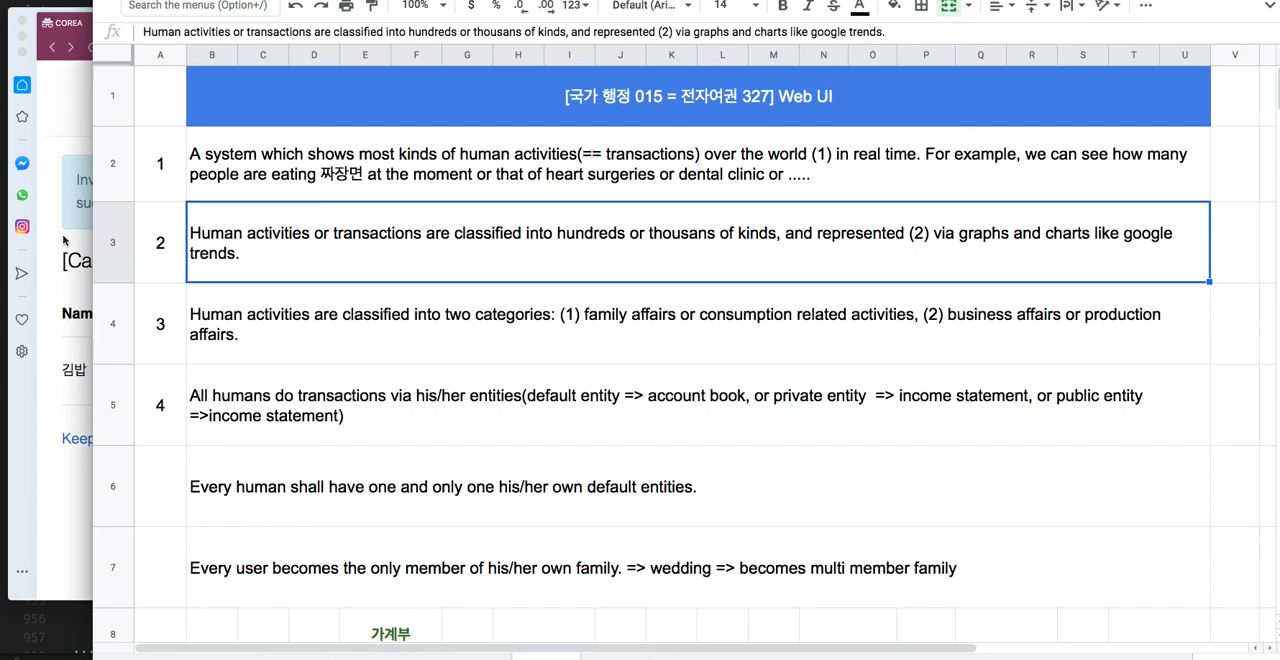 Search the menus (Option+/)
100%
$
%
.0
.00
123
Default (Ari...
14
B
I
S
A
COREA
fx
Human activities or transactions are classified into hundreds or thousans of kinds, and represented (2) via graphs and charts like google trends.
A B C D E F G H I J K L M N O P Q R S T U V
1
[국가 행정 015 = 전자여권 327] Web UI
2
1
A system which shows most kinds of human activities(== transactions) over the world (1) in real time. For example, we can see how many
people are eating 짜장면 at the moment or that of heart surgeries or dental clinic or .....
Inv
su
3
2
Human activities or transactions are classified into hundreds or thousans of kinds, and represented (2) via graphs and charts like google
trends.
[Ca
4
3
Human activities are classified into two categories: (1) family affairs or consumption related activities, (2) business affairs or production
affairs.
Nam
김밥
5
4
All humans do transactions via his/her entities(default entity => account book, or private entity => income statement, or public entity
=>income statement)
Keep
6
Every human shall have one and only one his/her own default entities.
7
Every user becomes the only member of his/her own family. => wedding => becomes multi member family
8
가계부
956
957